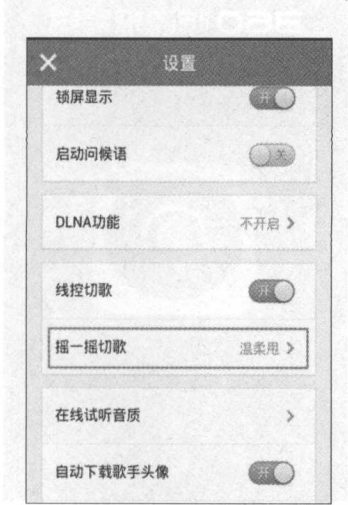 设置
锁屏显示 开
启动问候语 关
DLNA功能 不开启 >
线控切歌 开
摇一摇切歌 温柔甩 >
在线试听音质 >
自动下载歌手头像 开